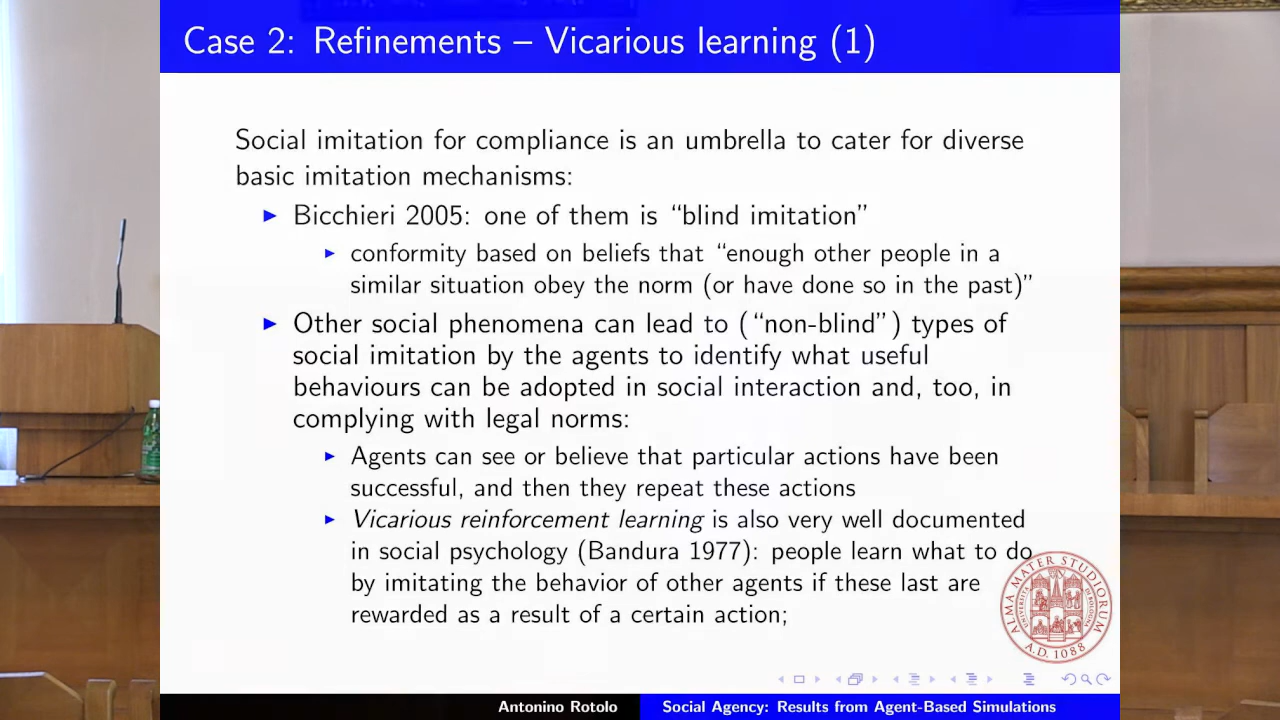 Case 2: Refinements – Vicarious learning (1)
Social imitation for compliance is an umbrella to cater for diverse
basic imitation mechanisms:
Bicchieri 2005: one of them is “blind imitation”
conformity based on beliefs that “enough other people in a
similar situation obey the norm (or have done so in the past)”
Other social phenomena can lead to (“non-blind”) types of
social imitation by the agents to identify what useful
behaviours can be adopted in social interaction and, too, in
complying with legal norms:
Agents can see or believe that particular actions have been
successful, and then they repeat these actions
Vicarious reinforcement learning is also very well documented
in social psychology (Bandura 1977): people learn what to do
by imitating the behavior of other agents if these last are
rewarded as a result of a certain action;
ALMA MATER STUDIORUM
A.D. 1088
Antonino Rotolo
Social Agency: Results from Agent-Based Simulations